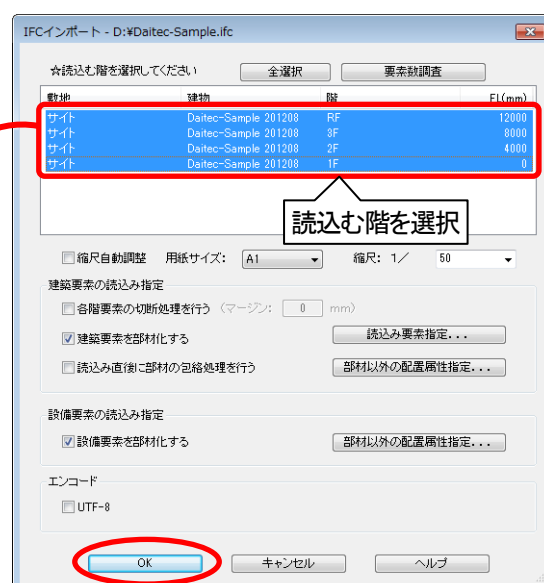 IFCインポート - D:¥Daitec-Sample.ifc
☆読込む階を選択してください 全選択 要素数調査
敷地 建物 階 FL(mm)
サイト Daitec-Sample 201208 RF 12000
サイト Daitec-Sample 201208 3F 8000
サイト Daitec-Sample 201208 2F 4000
サイト Daitec-Sample 201208 1F 0
読込む階を選択
縮尺自動調整 用紙サイズ: A1 縮尺: 1/ 50
建築要素の読込み指定
各階要素の切断処理を行う (マージン: 0 mm)
建築要素を部材化する 読込み要素指定...
読込み直後に部材の包絡処理を行う 部材以外の配置属性指定...
設備要素の読込み指定
設備要素を部材化する 部材以外の配置属性指定...
エンコード
UTF-8
OK キャンセル ヘルプ